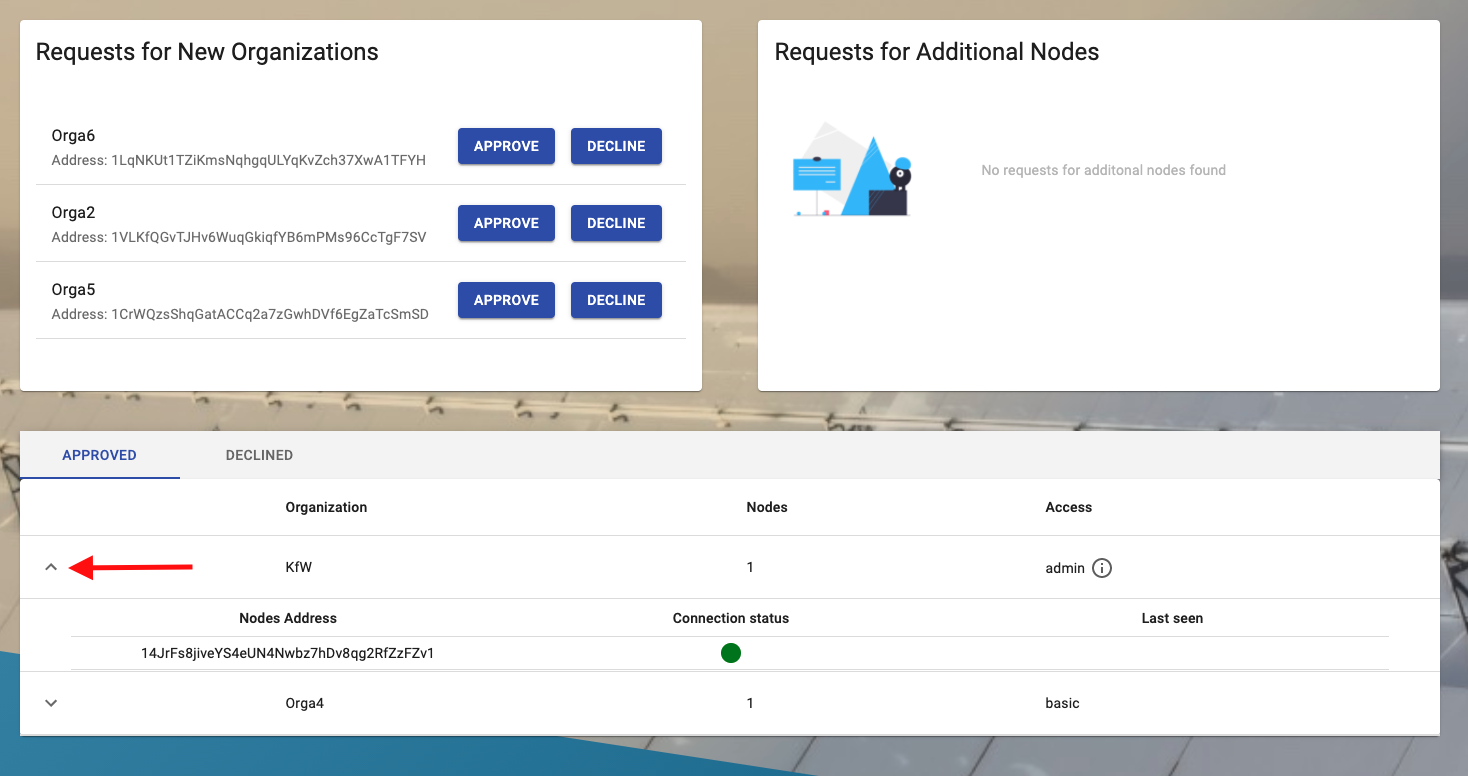 Requests for New Organizations
Orga6
Address: 1LqNKUt1TZiKmsNqhgqULYqKvZch37XwA1TFYH
APPROVE DECLINE
Orga2
Address: 1VLKfQGvTJHv6WuqGkiqfYB6mPMs96CcTgF7SV
APPROVE DECLINE
Orga5
Address: 1CrWQzsShqGatACCq2a7zGwhDVf6EgZaTcSmSD
APPROVE DECLINE
Requests for Additional Nodes
No requests for additonal nodes found
APPROVED DECLINED
Organization Nodes Access
KfW 1 admin
Nodes Address Connection status Last seen
14JrFs8jiveYS4eUN4Nwbz7hDv8qg2RfZzFZv1
Orga4 1 basic